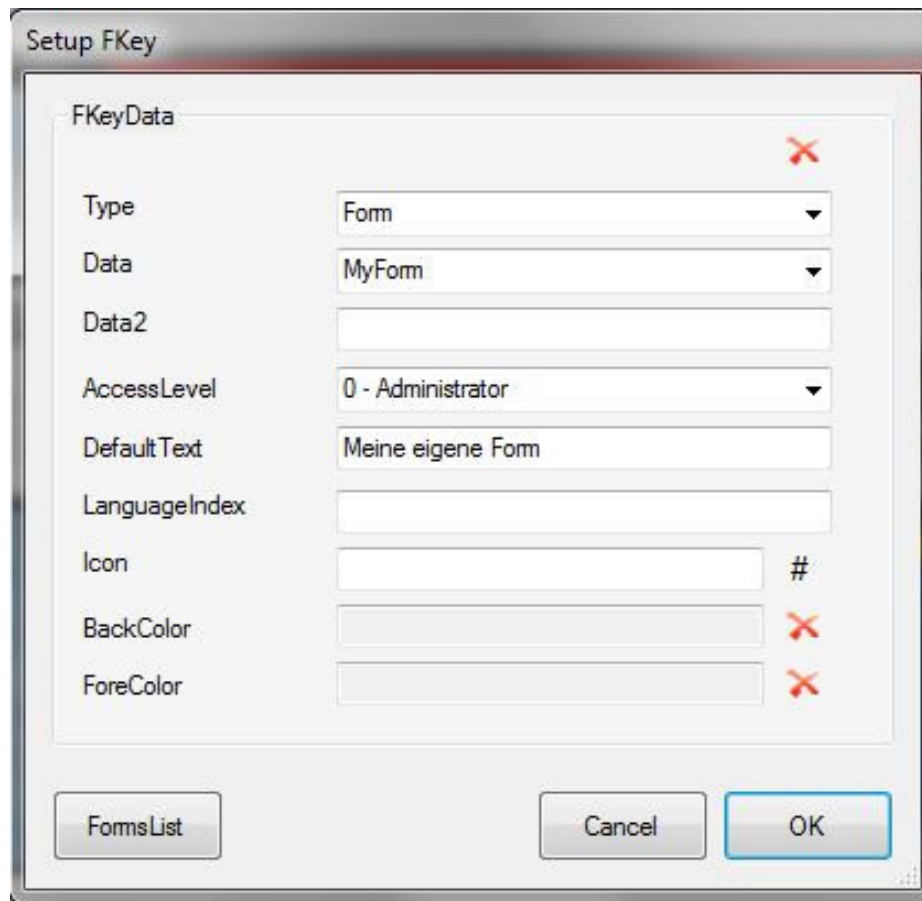 Setup FKey
FKeyData
Type
Form
Data
MyForm
Data2
AccessLevel
0 - Administrator
DefaultText
Meine eigene Form
LanguageIndex
Icon
#
BackColor
ForeColor
FormsList
Cancel
OK